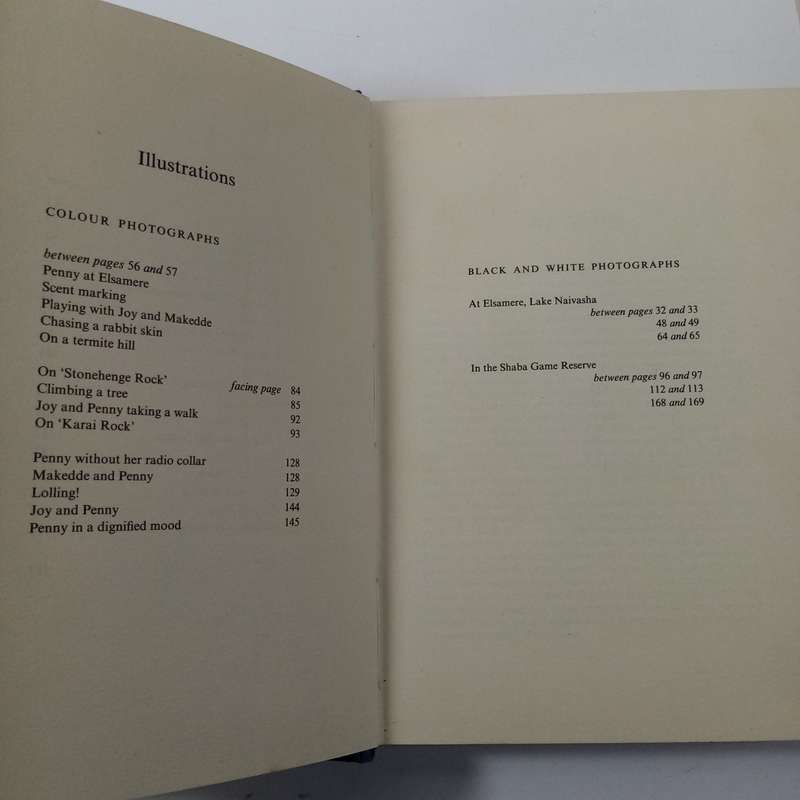 Illustrations
COLOUR PHOTOGRAPHS
between pages 56 and 57
Penny at Elsamere
Scent marking
Playing with Joy and Makedde
Chasing a rabbit skin
On a termite hill
On ‘Stonehenge Rock’ facing page 84
Climbing a tree 85
Joy and Penny taking a walk 92
On ‘Karai Rock’ 93
Penny without her radio collar 128
Makedde and Penny 128
Lolling! 129
Joy and Penny 144
Penny in a dignified mood 145
BLACK AND WHITE PHOTOGRAPHS
At Elsamere, Lake Naivasha
between pages 32 and 33
48 and 49
64 and 65
In the Shaba Game Reserve
between pages 96 and 97
112 and 113
168 and 169